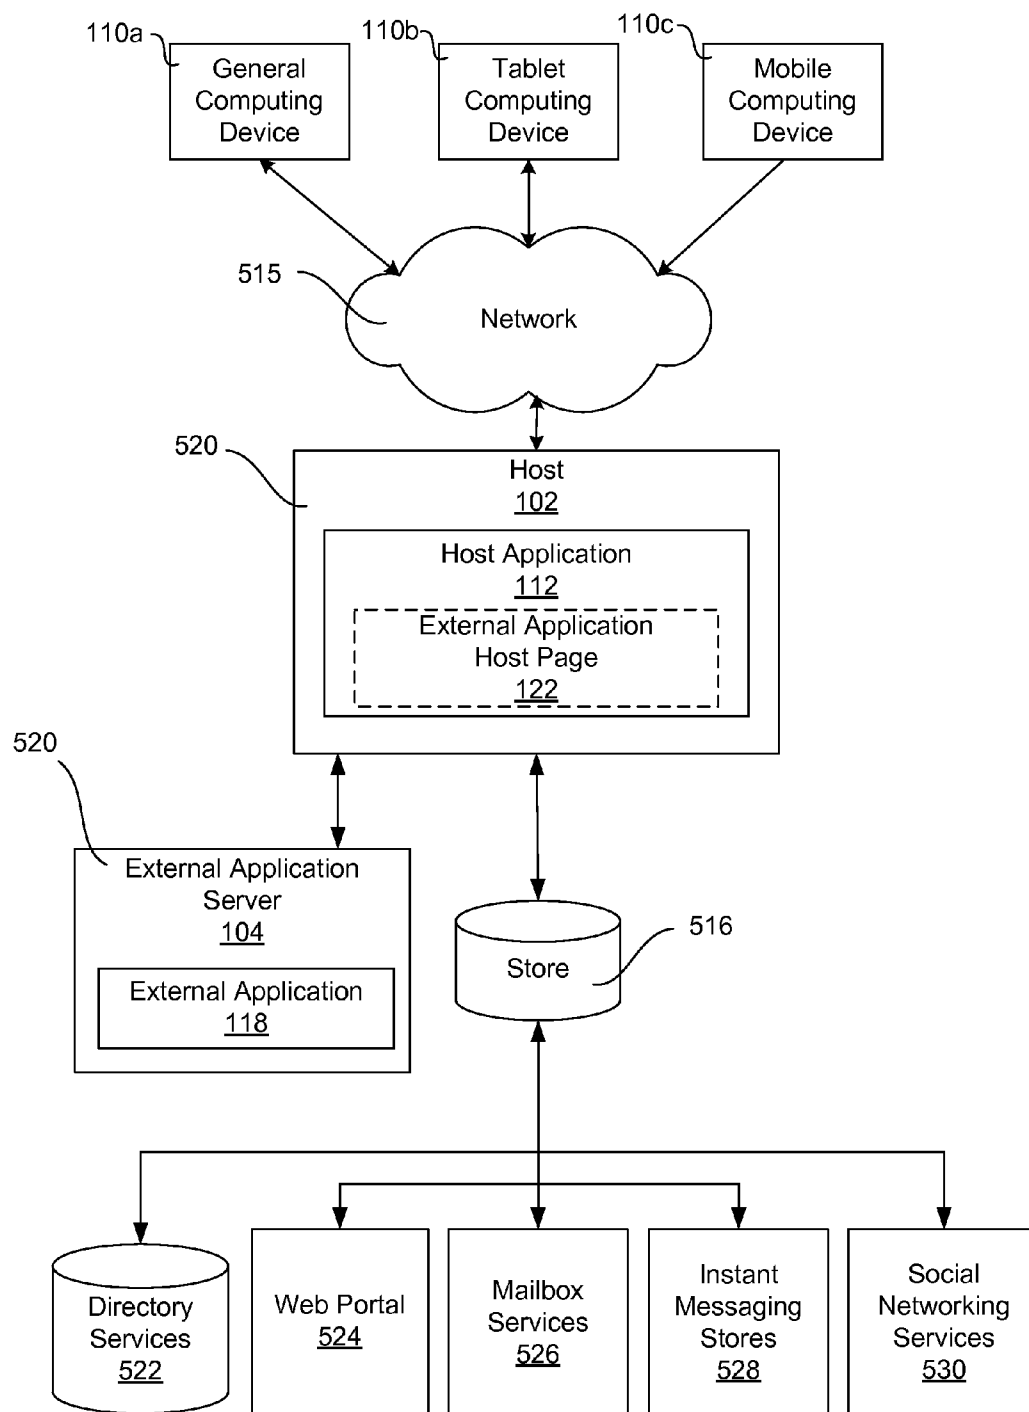 110a
110b
110c
General
Computing
Device
Tablet
Computing
Device
Mobile
Computing
Device
515
Network
520
Host
102
Host Application
112
External Application
Host Page
122
520
External Application
Server
104
External Application
118
516
Store
Directory
Services
522
Web Portal
524
Mailbox
Services
526
Instant
Messaging
Stores
528
Social
Networking
Services
530